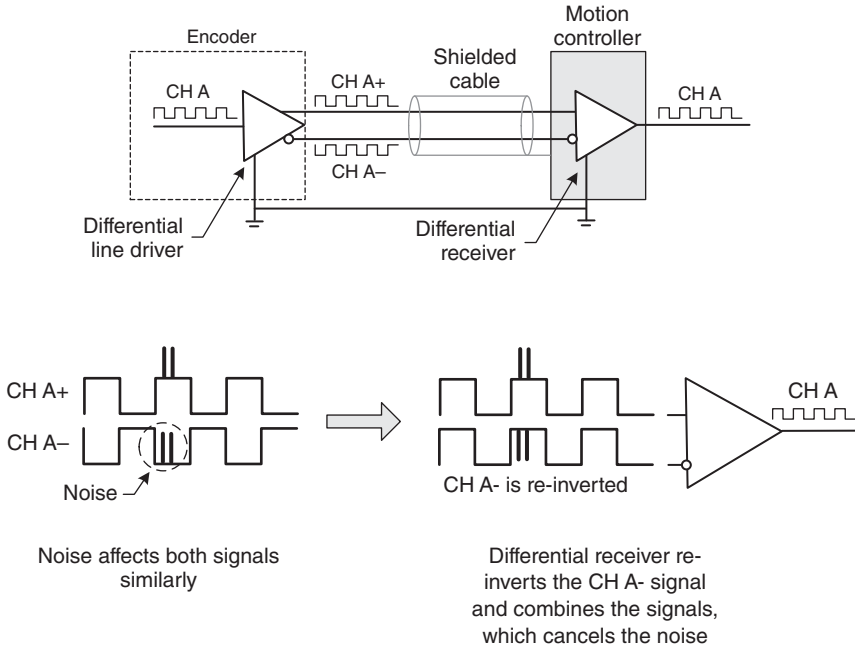 Encoder
Motion
controller
Shielded
cable
CH A
CH A+
CH A
CH A–
Differential
line driver
Differential
receiver
CH A+
CH A–
Noise
CH A
CH A- is re-inverted
Noise affects both signals
similarly
Differential receiver re-
inverts the CH A- signal
and combines the signals,
which cancels the noise